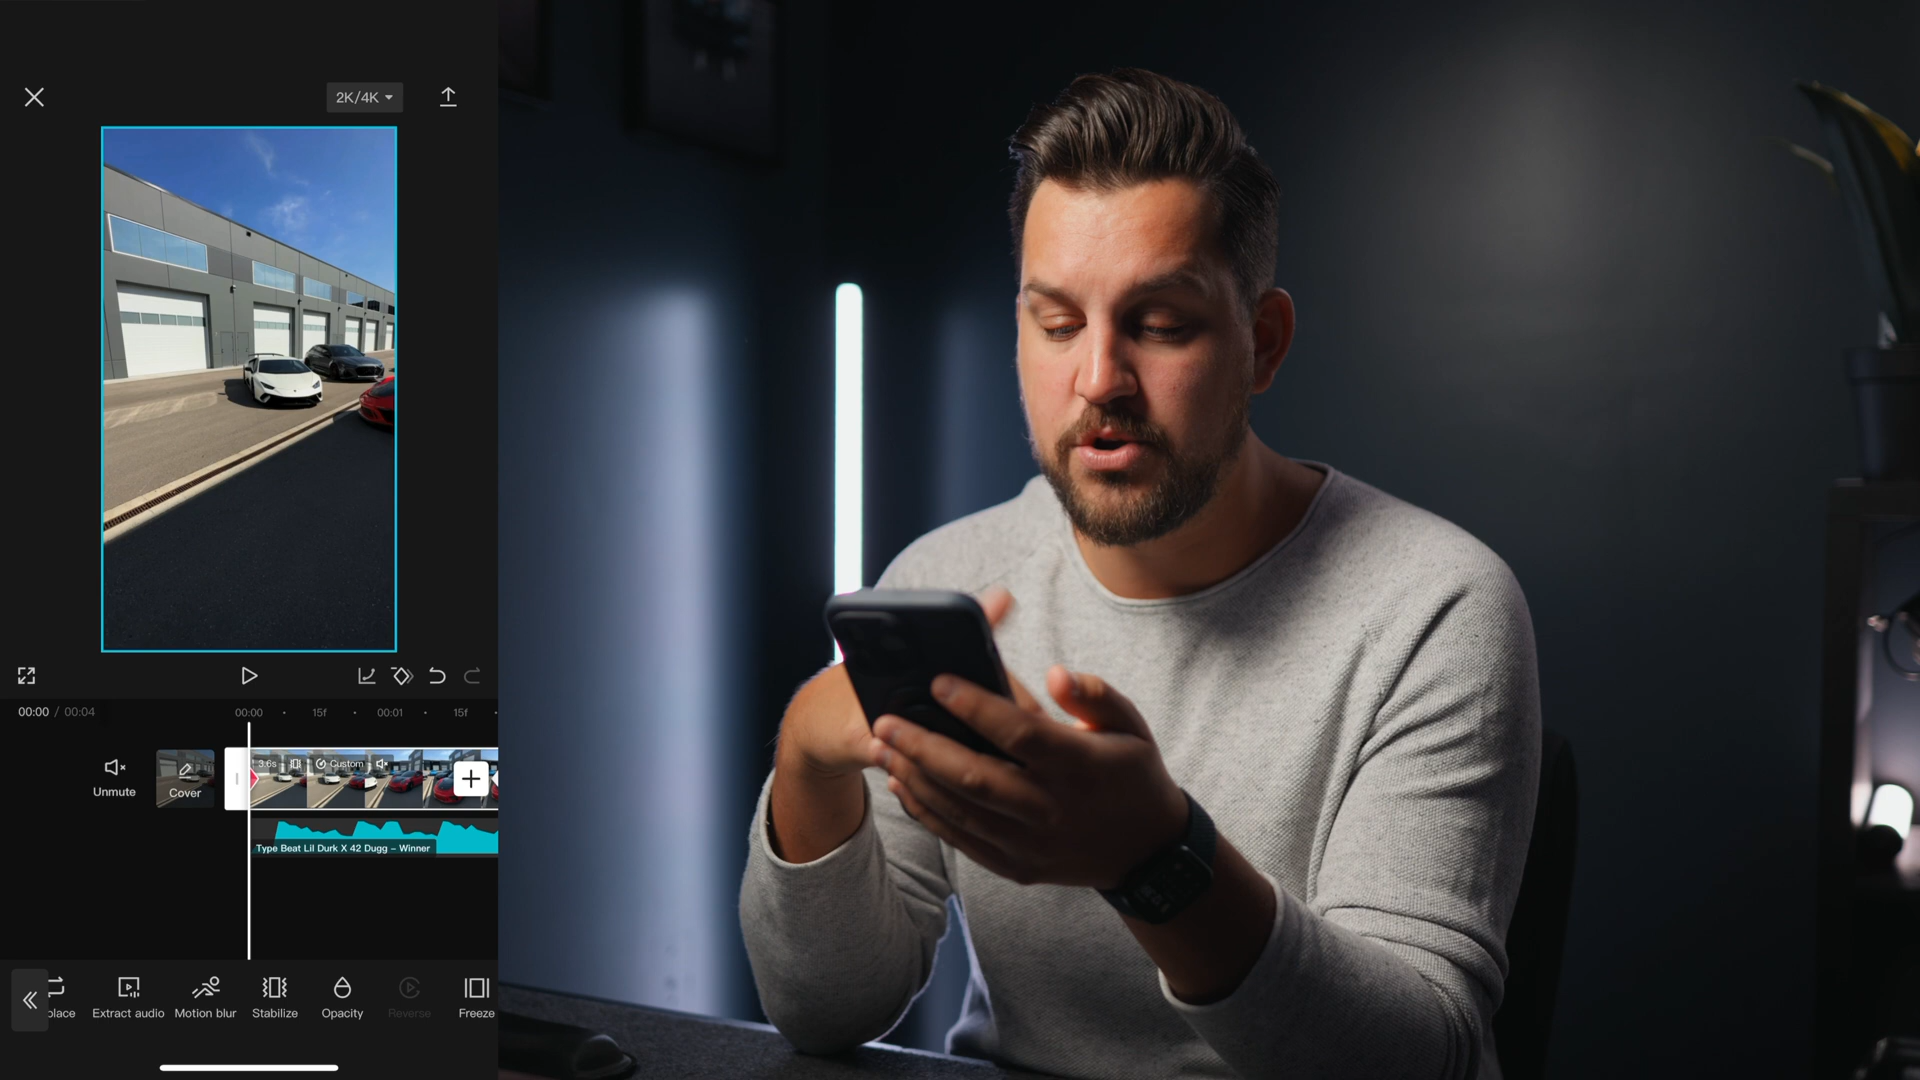 2K/4K
00:00 / 00:04
00:00
15f
00:01
15f
Unmute
Cover
3.6s
Custom
Type Beat Lil Durk X 42 Dugg – Winner
place
Extract audio
Motion blur
Stabilize
Opacity
Reverse
Freeze